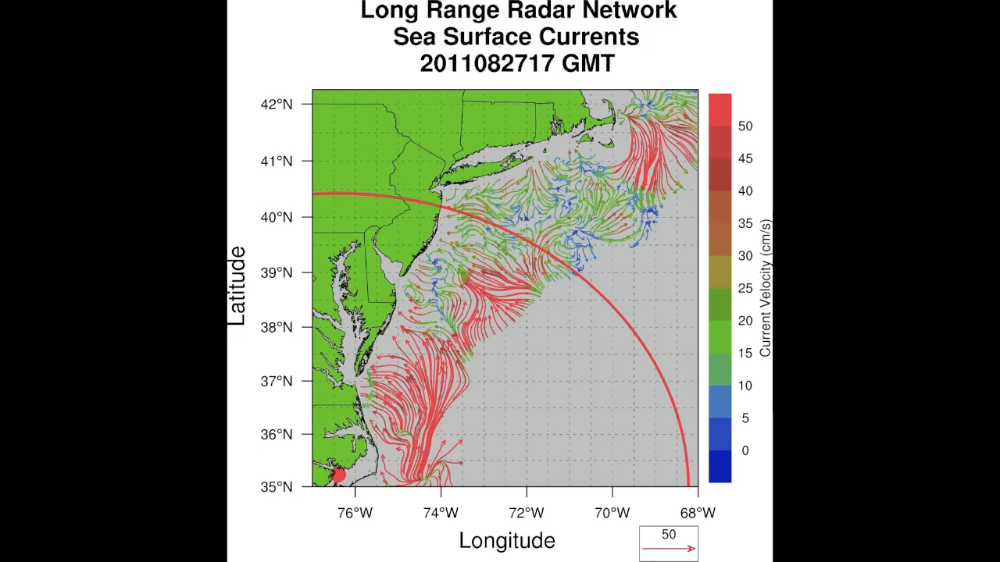 Long Range Radar Network
Sea Surface Currents
2011082717 GMT
42°N
41°N
40°N
39°N
38°N
37°N
36°N
35°N
Latitude
76°W
74°W
72°W
70°W
68°W
Longitude
50
45
40
35
30
25
20
15
10
5
0
Current Velocity (cm/s)
50